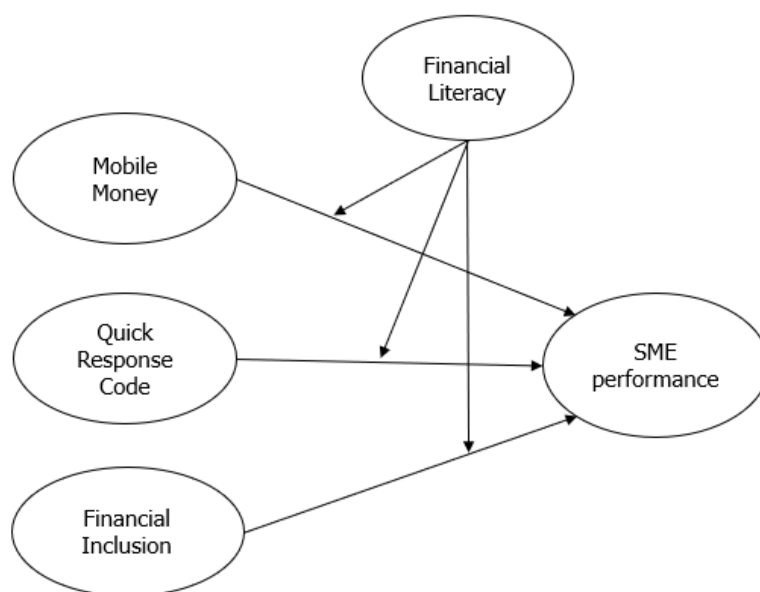 Financial
Literacy
Mobile
Money
Quick
Response
Code
SME
performance
Financial
Inclusion